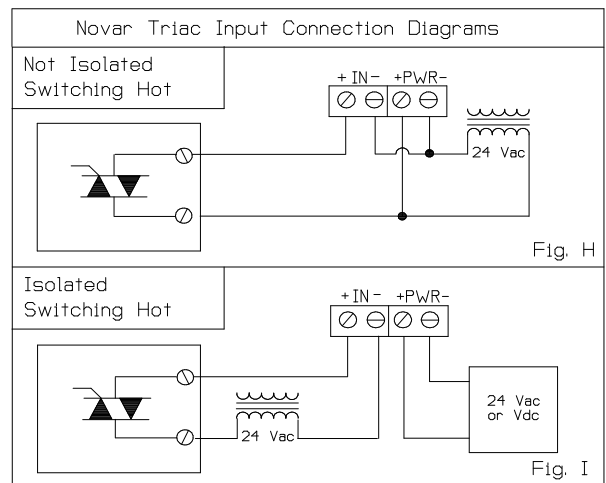 Novar Triac Input Connection Diagrams
Not Isolated
Switching Hot
+ IN - +PWR-
24 Vac
Fig. H
Isolated
Switching Hot
+ IN - +PWR-
24 Vac
24 Vac
or Vdc
Fig. I